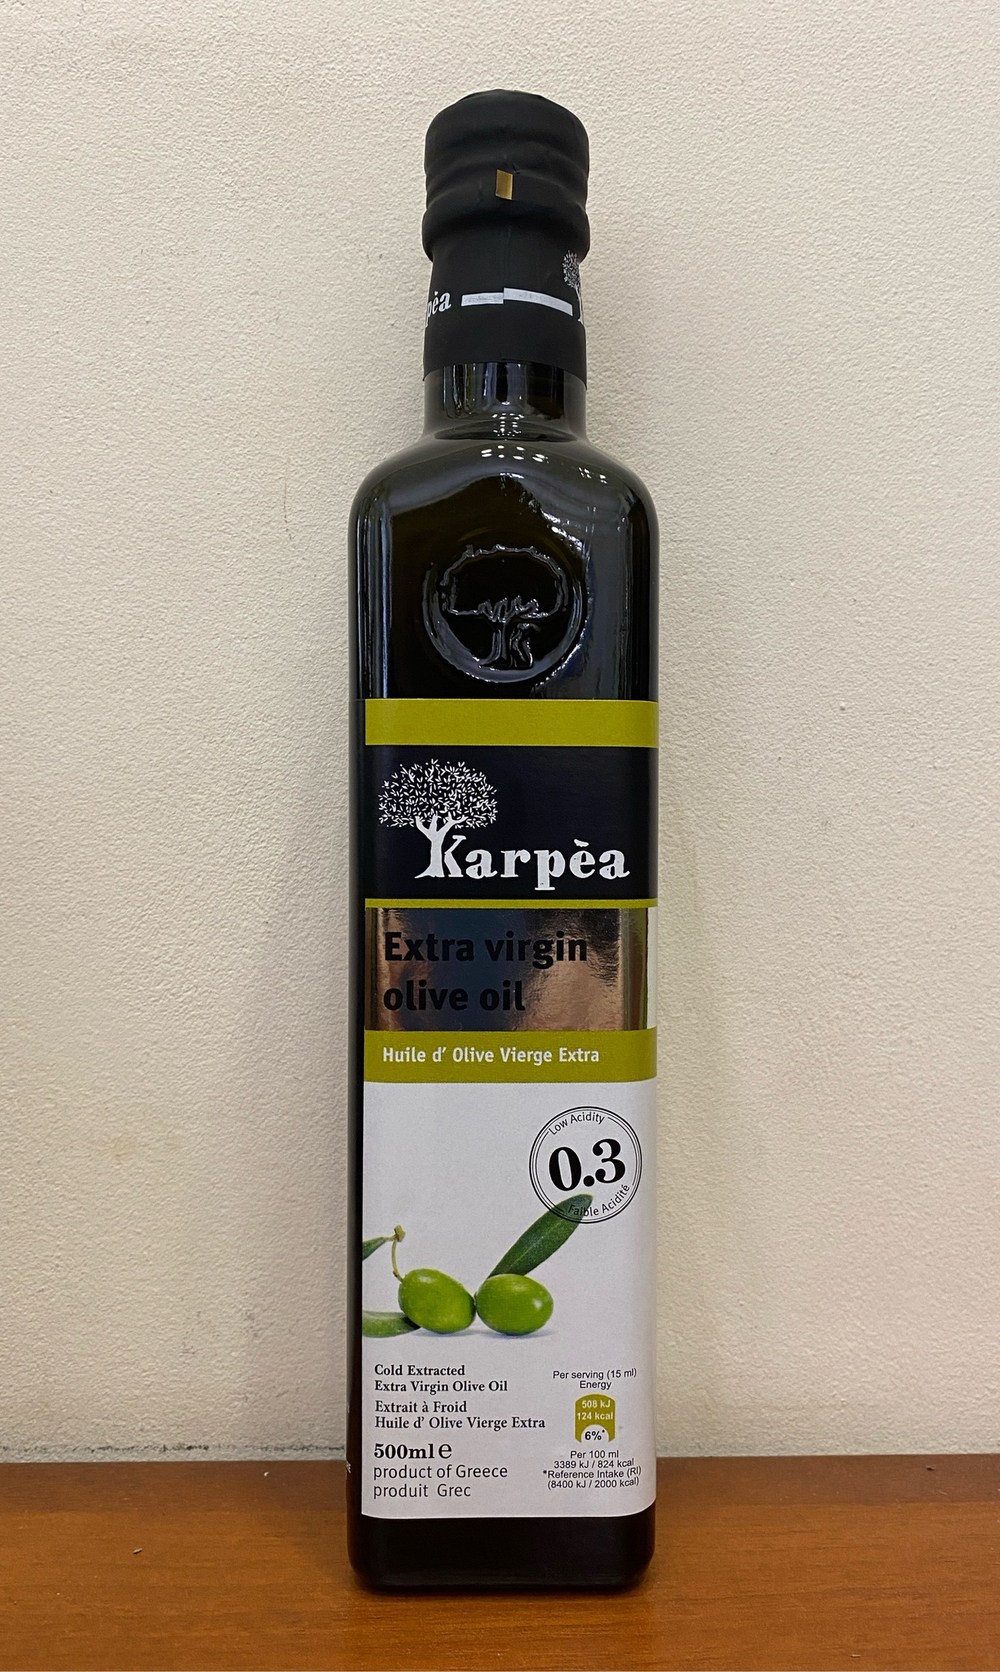 Karpèa
Extra virgin
olive oil
Huile d' Olive Vierge Extra
Low Acidity
0.3
Faible Acidité
Cold Extracted
Extra Virgin Olive Oil
Extrait à Froid
Huile d' Olive Vierge Extra
500ml ℮
product of Greece
produit Grec
Per serving (15 ml)
Energy
508 kJ
124 kcal
6%*
Per 100 ml
3389 kJ / 824 kcal
*Reference Intake (RI)
(8400 kJ / 2000 kcal)